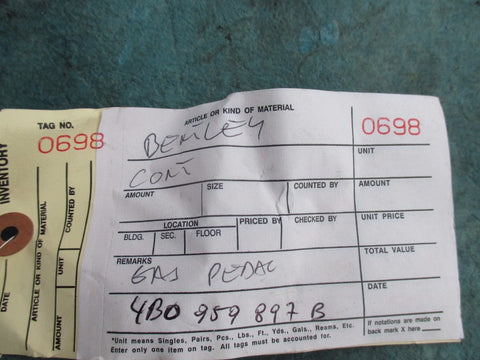 TAG NO.
0698
INVENTORY
DATE
ARTICLE OR KIND OF MATERIAL
AMOUNT
UNIT
COUNTED BY
ARTICLE OR KIND OF MATERIAL
0698
BENTLEY
UNIT
CONT
AMOUNT
SIZE
COUNTED BY
AMOUNT
LOCATION
PRICED BY
CHECKED BY
UNIT PRICE
BLDG.
SEC.
FLOOR
TOTAL VALUE
REMARKS
GAS PEDAL
DATE
4B0 959 897 B
*Unit means Singles, Pairs, Pcs., Lbs., Ft., Yds., Gals., Reams, Etc.
Enter only one item on tag. All tags must be accounted for.
If notations are made on
back mark X here